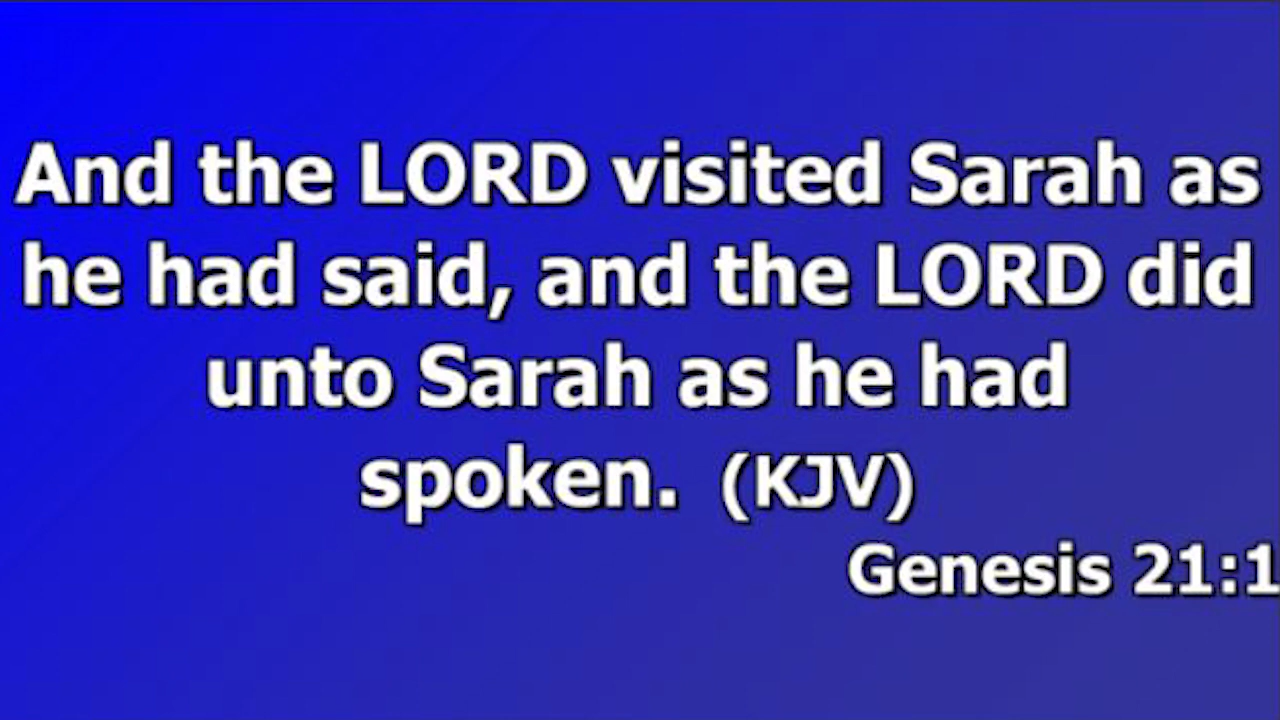 And the LORD visited Sarah as
he had said, and the LORD did
unto Sarah as he had
spoken. (KJV)
Genesis 21:1